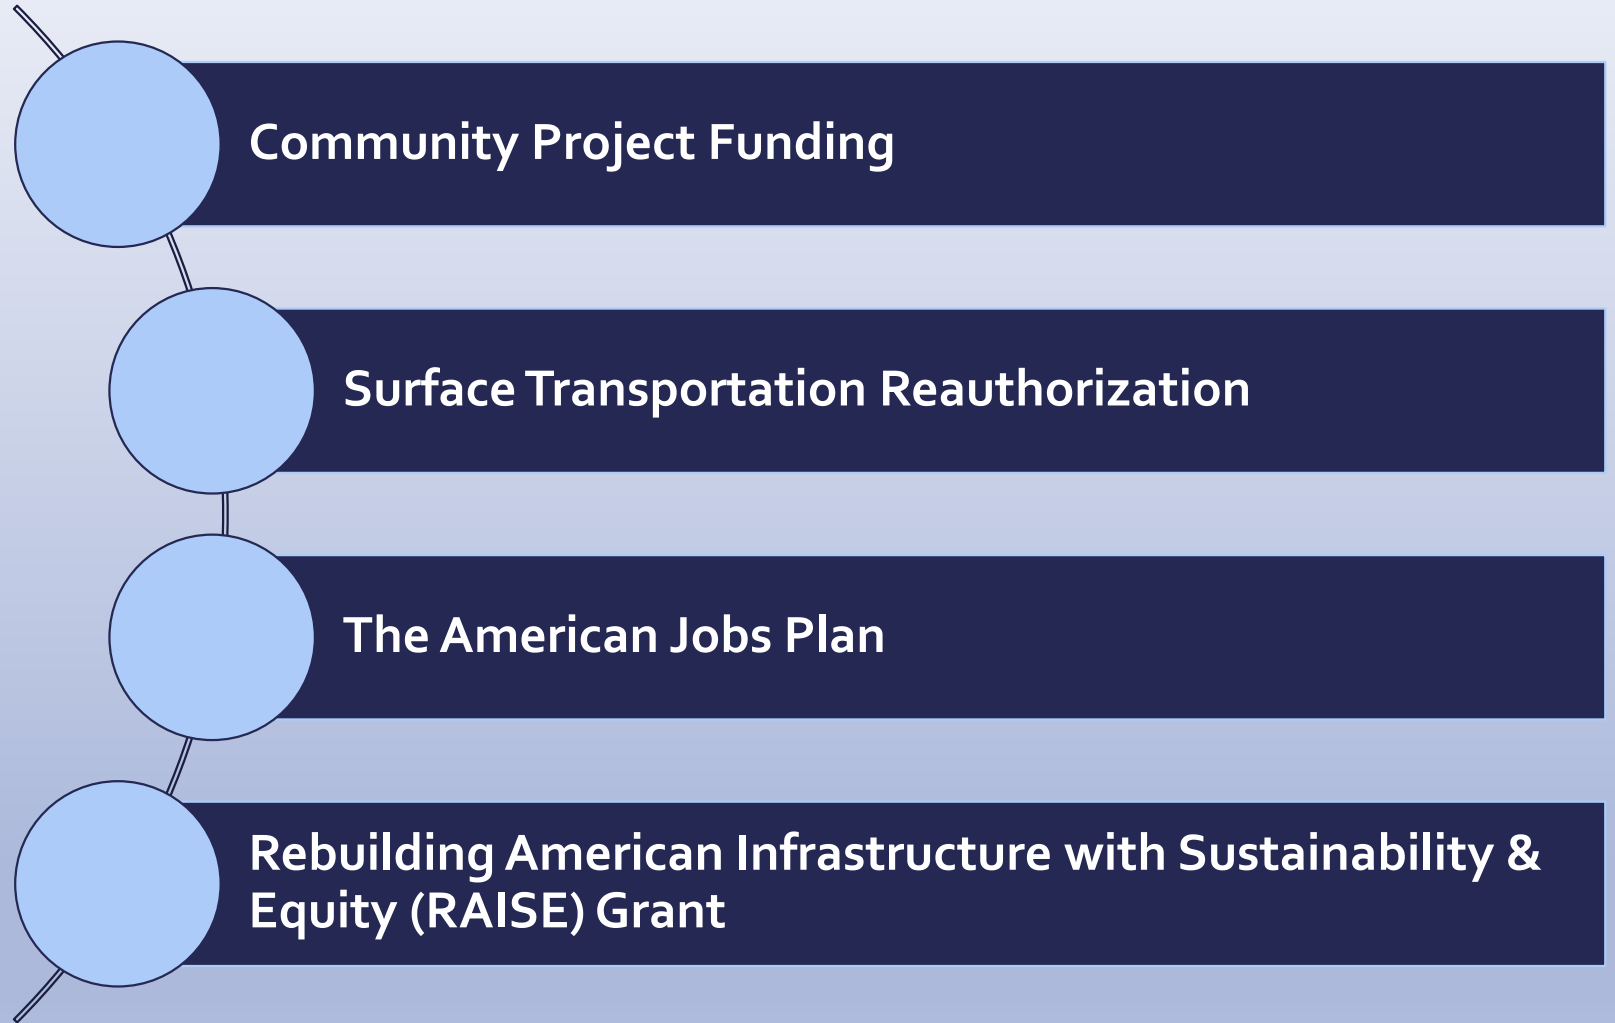 Community Project Funding
Surface Transportation Reauthorization
The American Jobs Plan
Rebuilding American Infrastructure with Sustainability &
Equity (RAISE) Grant